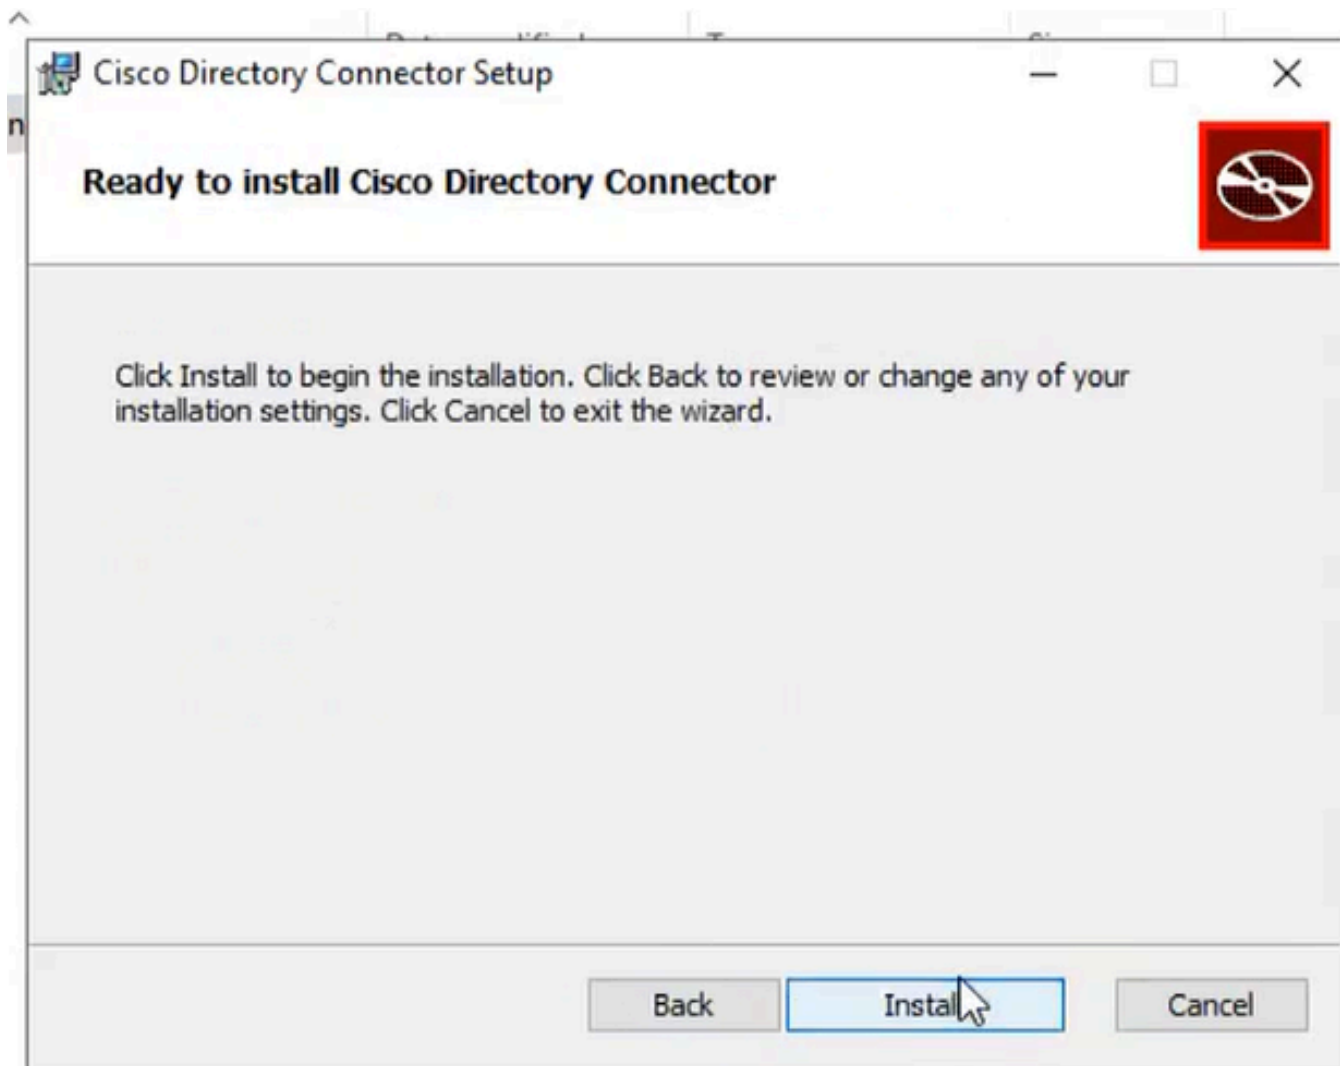 Cisco Directory Connector Setup
n
Ready to install Cisco Directory Connector
Click Install to begin the installation. Click Back to review or change any of your
installation settings. Click Cancel to exit the wizard.
Back
Install
Cancel